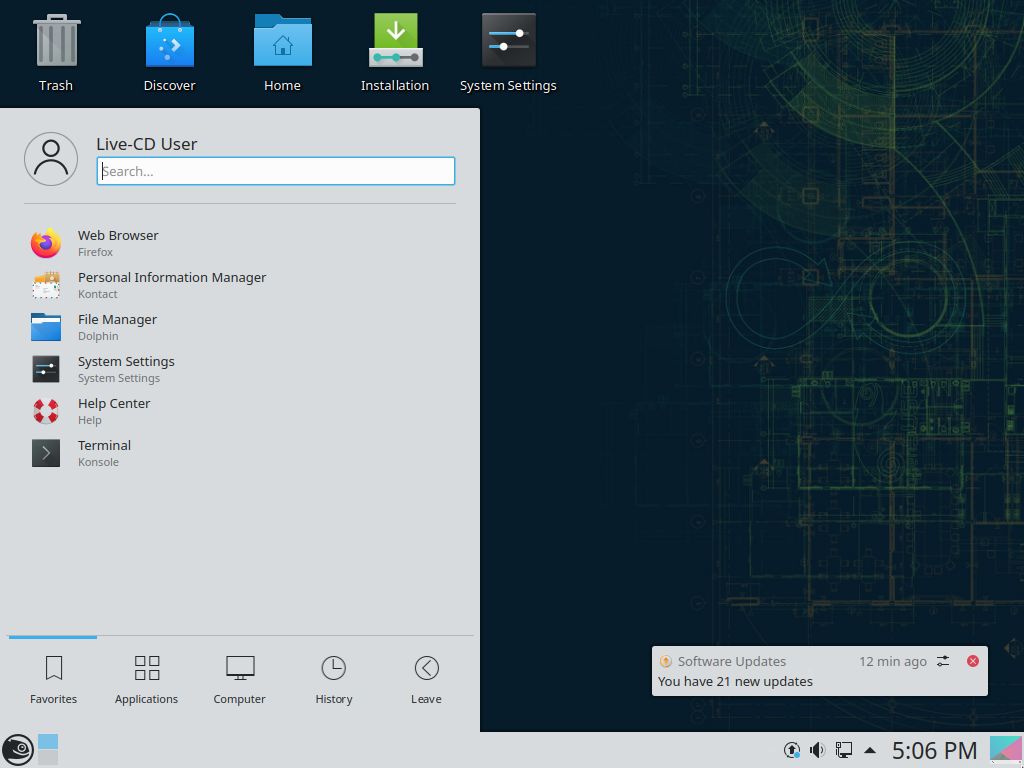 Trash
Discover
Home
Installation
System Settings
Live-CD User
Search...
Web Browser
Firefox
Personal Information Manager
Kontact
File Manager
Dolphin
System Settings
System Settings
Help Center
Help
Terminal
Konsole
Favorites
Applications
Computer
History
Leave
Software Updates 12 min ago
You have 21 new updates
5:06 PM